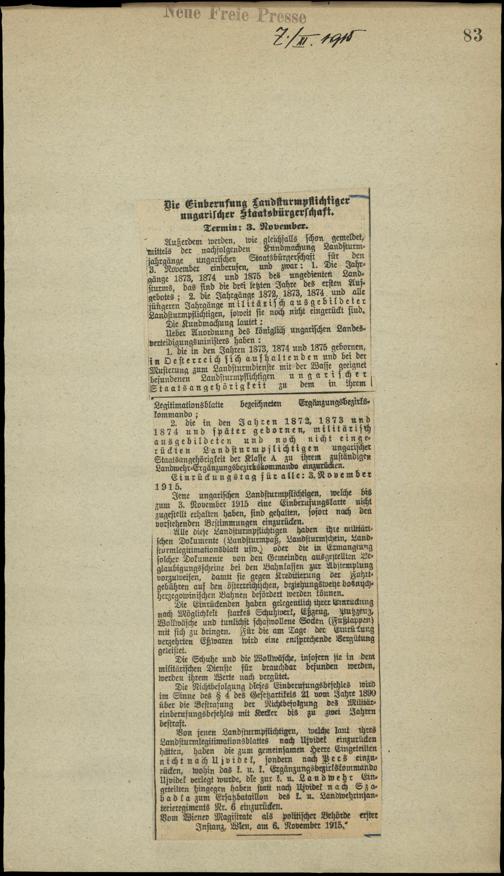 Neue Freie Presse
7./XI. 1915
83
Die Einberufung Landsturmpflichtiger
ungarischer Staatsbürgerschaft.
Termin: 3. November.
Außerdem werden, wie gleichfalls schon gemeldet,
mittels der nachfolgenden Kundmachung Landsturm-
jahrgänge ungarischer Staatsbürgerschaft für den
3. November einberufen, und zwar: 1. Die Jahr-
gänge 1873, 1874 und 1875 des ungedienten Land-
sturms, das sind die drei letzten Jahre des ersten Auf-
gebotes; 2. die Jahrgänge 1872, 1873, 1874 und alle
jüngeren Jahrgänge militärisch ausgebildeter
Landsturmpflichtigen, soweit sie noch nicht eingerückt sind.
Die Kundmachung lautet:
Ueber Anordnung des königlich ungarischen Landes-
verteidigungsministers haben:
1. die in den Jahren 1873, 1874 und 1875 gebornen,
in Oesterreich sich aufhaltenden und bei der
Musterung zum Landsturmdienste mit der Waffe geeignet
befundenen Landsturmpflichtigen ungarischer
Staatsangehörigkeit zu dem in ihrem
Legitimationsblatte bezeichneten Ergänzungsbezirks-
kommando;
2. die in den Jahren 1872, 1873 und
1874 und später gebornen, militärisch
ausgebildeten und noch nicht einge-
rückten Landsturmpflichtigen ungarischer
Staatsangehörigkeit der Klasse A zu ihrem zuständigen
Landwehr-Ergänzungsbezirkskommando einzurücken.
Einrückungstag für alle: 3. November
1915.
Jene ungarischen Landsturmpflichtigen, welche bis
zum 3. November 1915 eine Einberufungskarte nicht
zugestellt erhalten haben, sind gehalten, sofort nach den
vorstehenden Bestimmungen einzurücken.
Alle diese Landsturmpflichtigen haben ihre militäri-
schen Dokumente (Landsturmpaß, Landsturmschein, Land-
sturmlegitimationsblatt usw.) oder die in Ermanglung
solcher Dokumente von den Gemeinden ausgestellten Be-
glaubigungsscheine bei den Bahnkassen zur Abstemplung
vorzuweisen, damit sie gegen Kreditierung der Fahrt-
gebühren auf den österreichischen, beziehungsweise bosnisch-
herzegowinischen Bahnen befördert werden können.
Die Einrückenden haben gelegentlich ihrer Einrückung
nach Möglichkeit starkes Schuhwerk, Eßzeug, Putzzeug,
Wollwäsche und tunlichst schafwollene Socken (Fußlappen)
mit sich zu bringen. Für die am Tage der Einrückung
verzehrten Eßwaren wird eine entsprechende Vergütung
geleistet.
Die Schuhe und die Wollwäsche, insofern sie in dem
militärischen Dienste für brauchbar befunden werden,
werden ihrem Werte nach vergütet.
Die Nichtbefolgung dieses Einberufungsbefehles wird
im Sinne des § 4 des Gesetzartikels 21 vom Jahre 1890
über die Bestrafung der Nichtbefolgung des Militär-
einberufungsbefehles mit Kerker bis zu zwei Jahren
bestraft.
Von jenen Landsturmpflichtigen, welche laut ihres
Landsturmlegitimationsblattes nach Ujvidek einzurücken
hätten, haben die zum gemeinsamen Heere Eingeteilten
nicht nach Ujvidek, sondern nach Pecs einzu-
rücken, wohin das k. u. k. Ergänzungsbezirkskommando
Ujvidek verlegt wurde, die zur k. u. Landwehr Ein-
geteilten hingegen haben statt nach Ujvidek nach Sza-
badka zum Ersatzbataillon des k. u. Landwehrinfan-
terieregiments Nr. 6 einzurücken.
Vom Wiener Magistrate als politischer Behörde erster
Instanz, Wien, am 6. November 1915."